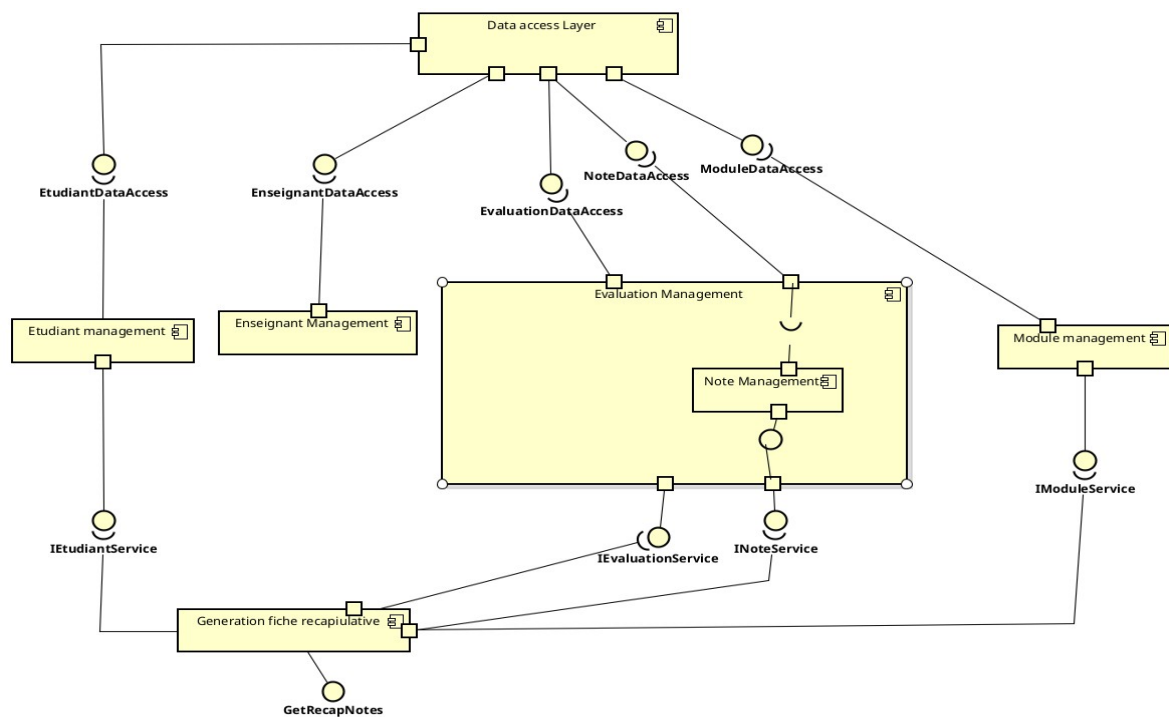 Data access Layer
EtudiantDataAccess
EnseignantDataAccess
EvaluationDataAccess
NoteDataAccess
ModuleDataAccess
Etudiant management
Enseignant Management
Evaluation Management
Note Management
Module management
IEtudiantService
IEvaluationService
INoteService
IModuleService
Generation fiche recapiulative
GetRecapNotes